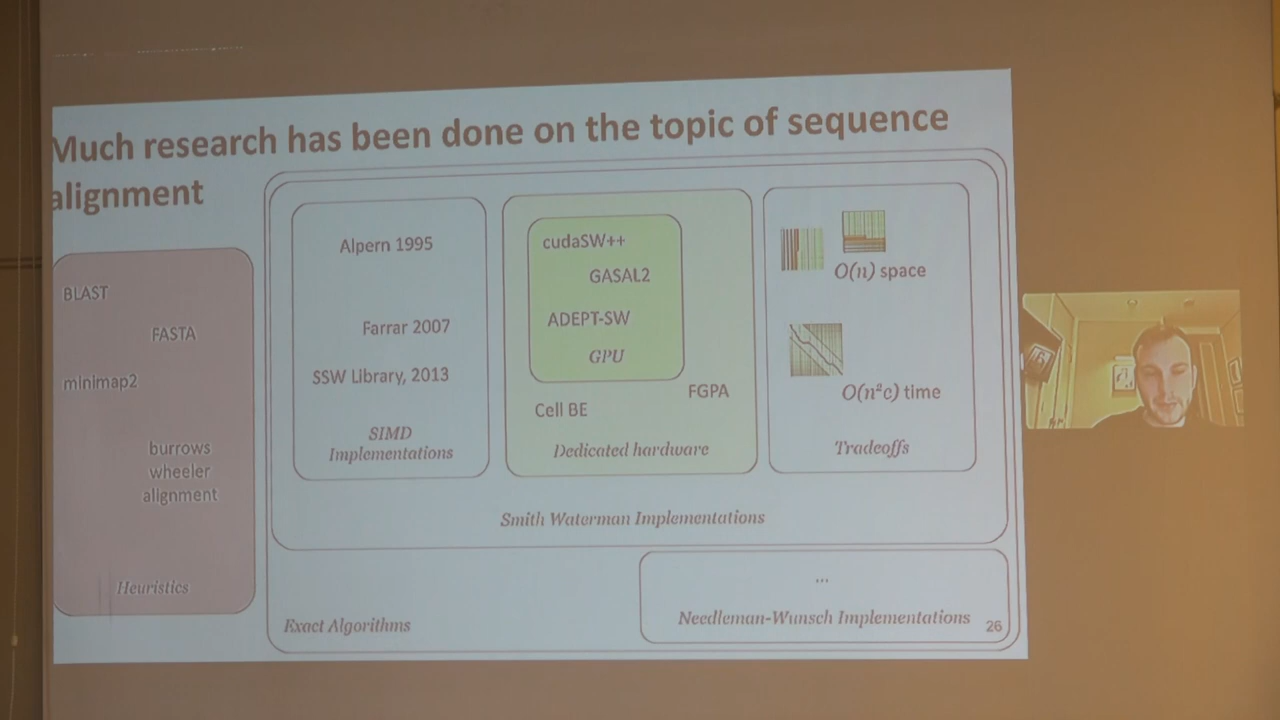 Much research has been done on the topic of sequence
alignment
BLAST
FASTA
minimap2
burrows
wheeler
alignment
Heuristics
Alpern 1995
Farrar 2007
SSW Library, 2013
SIMD
Implementations
cudaSW++
GASAL2
ADEPT-SW
GPU
FGPA
Cell BE
Dedicated hardware
O(n) space
O(n²c) time
Tradeoffs
Smith Waterman Implementations
...
Needleman-Wunsch Implementations
Exact Algorithms
26